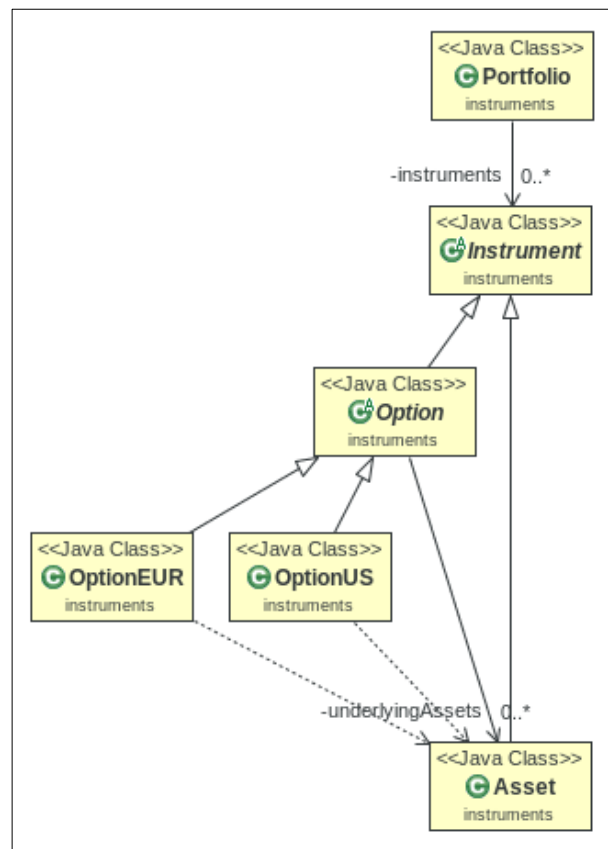 <<Java Class>>
Portfolio
instruments
-instruments 0..*
<<Java Class>>
Instrument
instruments
<<Java Class>>
Option
instruments
<<Java Class>>
OptionEUR
instruments
<<Java Class>>
OptionUS
instruments
-underlyingAssets 0..*
<<Java Class>>
Asset
instruments